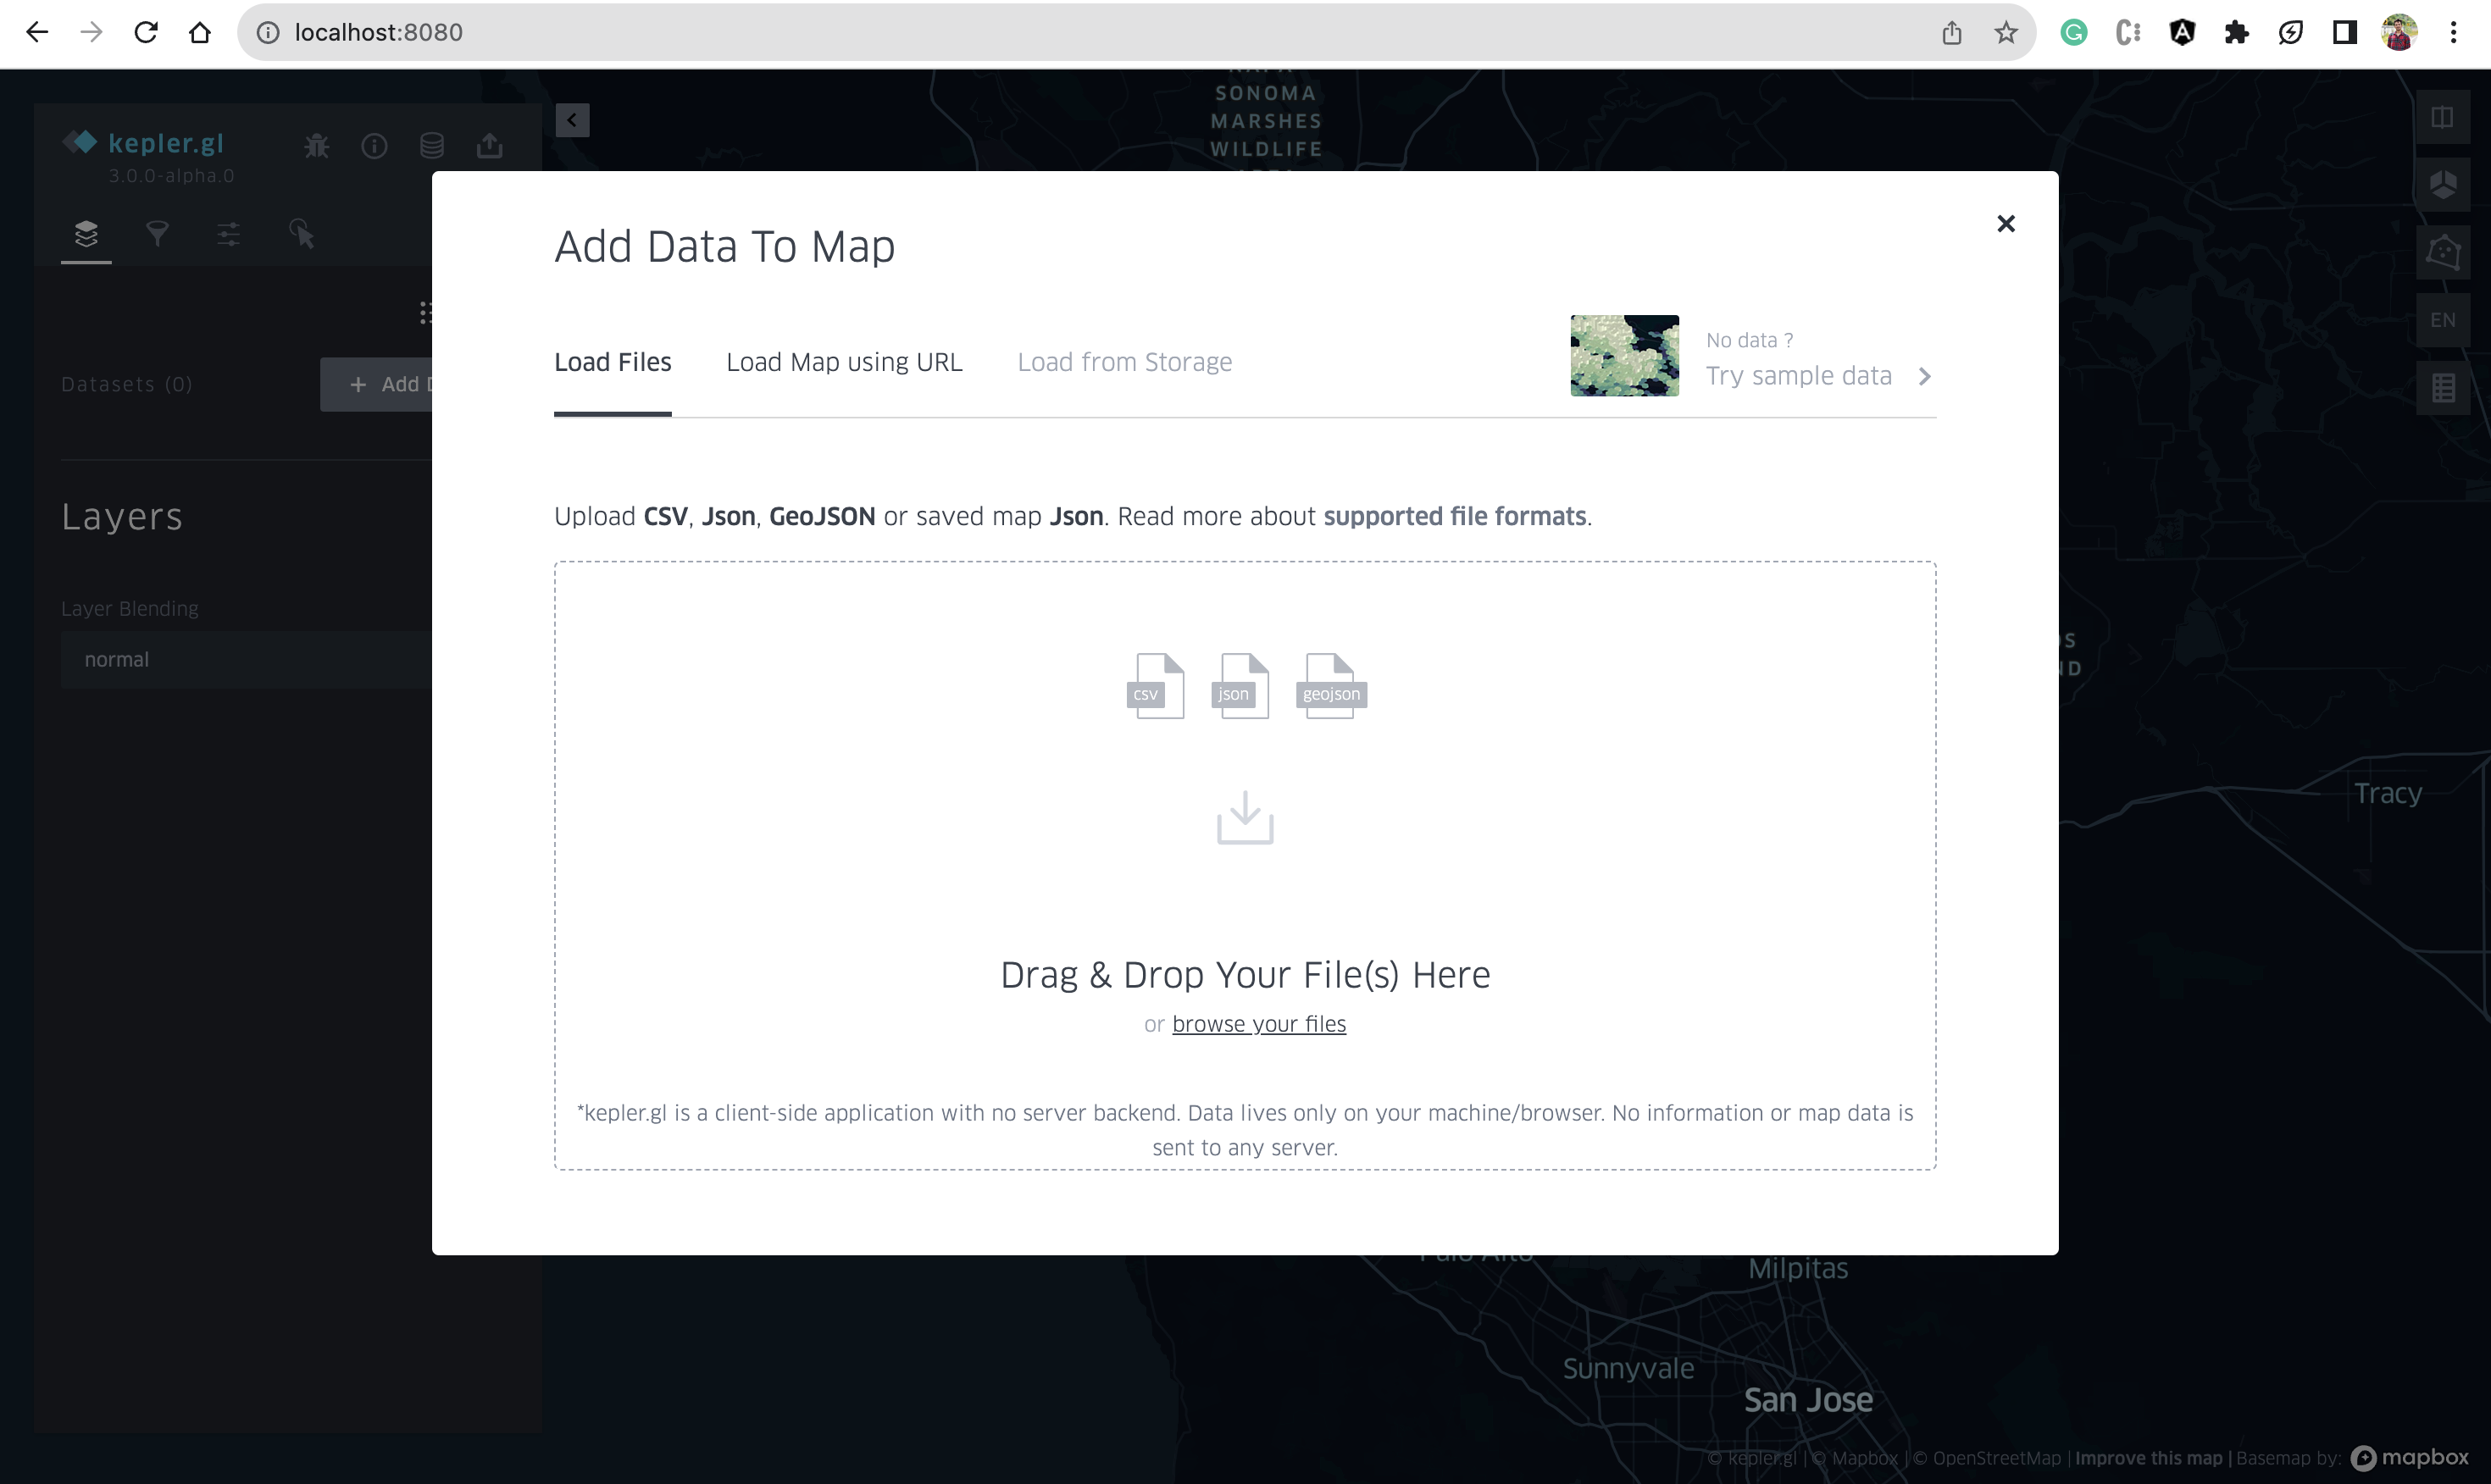 localhost:8080
SONOMA
MARSHES
WILDLIFE
kepler.gl
3.0.0-alpha.0
Add Data To Map
EN
No data ?
Load Files
Load Map using URL
Load from Storage
Try sample data
Datasets (0)
+ Add
Layers
Upload CSV, Json, GeoJSON or saved map Json. Read more about supported file formats.
Layer Blending
normal
csv
json
geojson
Tracy
Drag & Drop Your File(s) Here
or browse your files
*kepler.gl is a client-side application with no server backend. Data lives only on your machine/browser. No information or map data is
sent to any server.
Palo Alto
Milpitas
Sunnyvale
San Jose
© kepler.gl | © Mapbox | © OpenStreetMap | Improve this map | Basemap by: mapbox